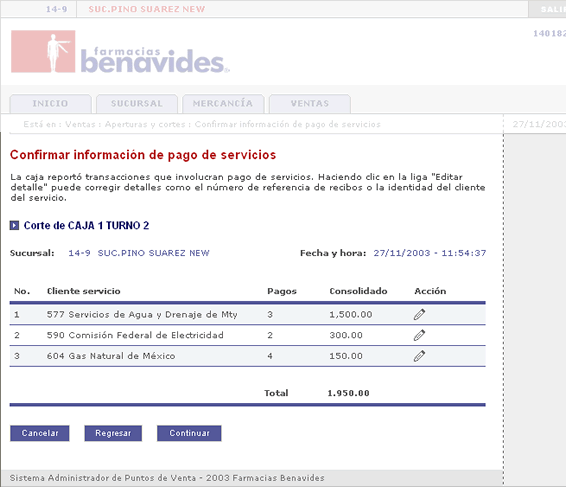 14-9 SUC.PINO SUAREZ NEW SALI
140182
farmacias
benavides
INICIO SUCURSAL MERCANCÍA VENTAS
Está en : Ventas : Aperturas y cortes : Confirmar información de pago de servicios 27/11/2003
Confirmar información de pago de servicios
La caja reportó transacciones que involucran pago de servicios. Haciendo clic en la liga "Editar
detalle" puede corregir detalles como el número de referencia de recibos o la identidad del cliente
del servicio.
Corte de CAJA 1 TURNO 2
Sucursal: 14-9 SUC.PINO SUAREZ NEW Fecha y hora: 27/11/2003 - 11:54:37
No. Cliente servicio Pagos Consolidado Acción
1 577 Servicios de Agua y Drenaje de Mty 3 1,500.00
2 590 Comisión Federal de Electricidad 2 300.00
3 604 Gas Natural de México 4 150.00
Total 1.950.00
Cancelar Regresar Continuar
Sistema Administrador de Puntos de Venta - 2003 Farmacias Benavides